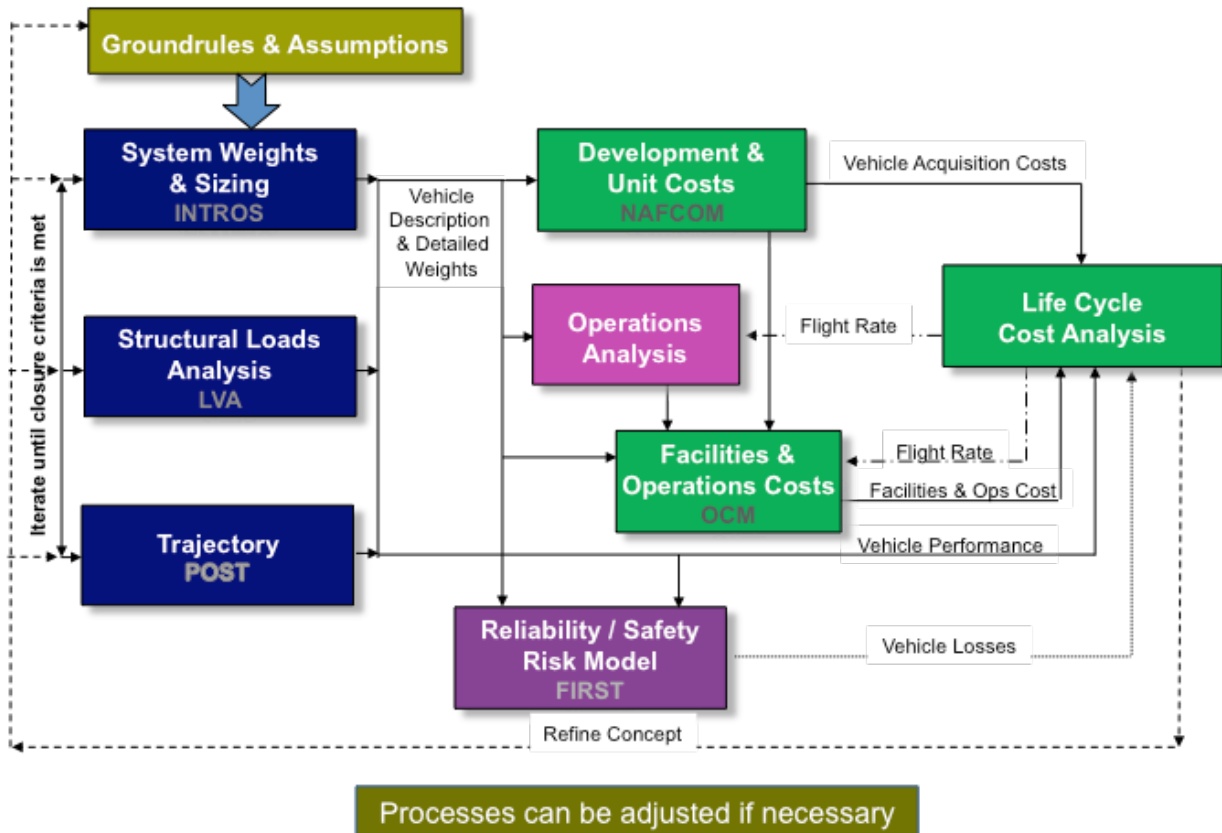 Groundrules & Assumptions
System Weights
& Sizing
INTROS
Development &
Unit Costs
NAFCOM
Vehicle Acquisition Costs
Vehicle
Description
& Detailed
Weights
Iterate until closure criteria is met
Structural Loads
Analysis
LVA
Operations
Analysis
Flight Rate
Life Cycle
Cost Analysis
Facilities &
Operations Costs
OCM
Flight Rate
Facilities & Ops Cost
Trajectory
POST
Vehicle Performance
Reliability / Safety
Risk Model
FIRST
Vehicle Losses
Refine Concept
Processes can be adjusted if necessary